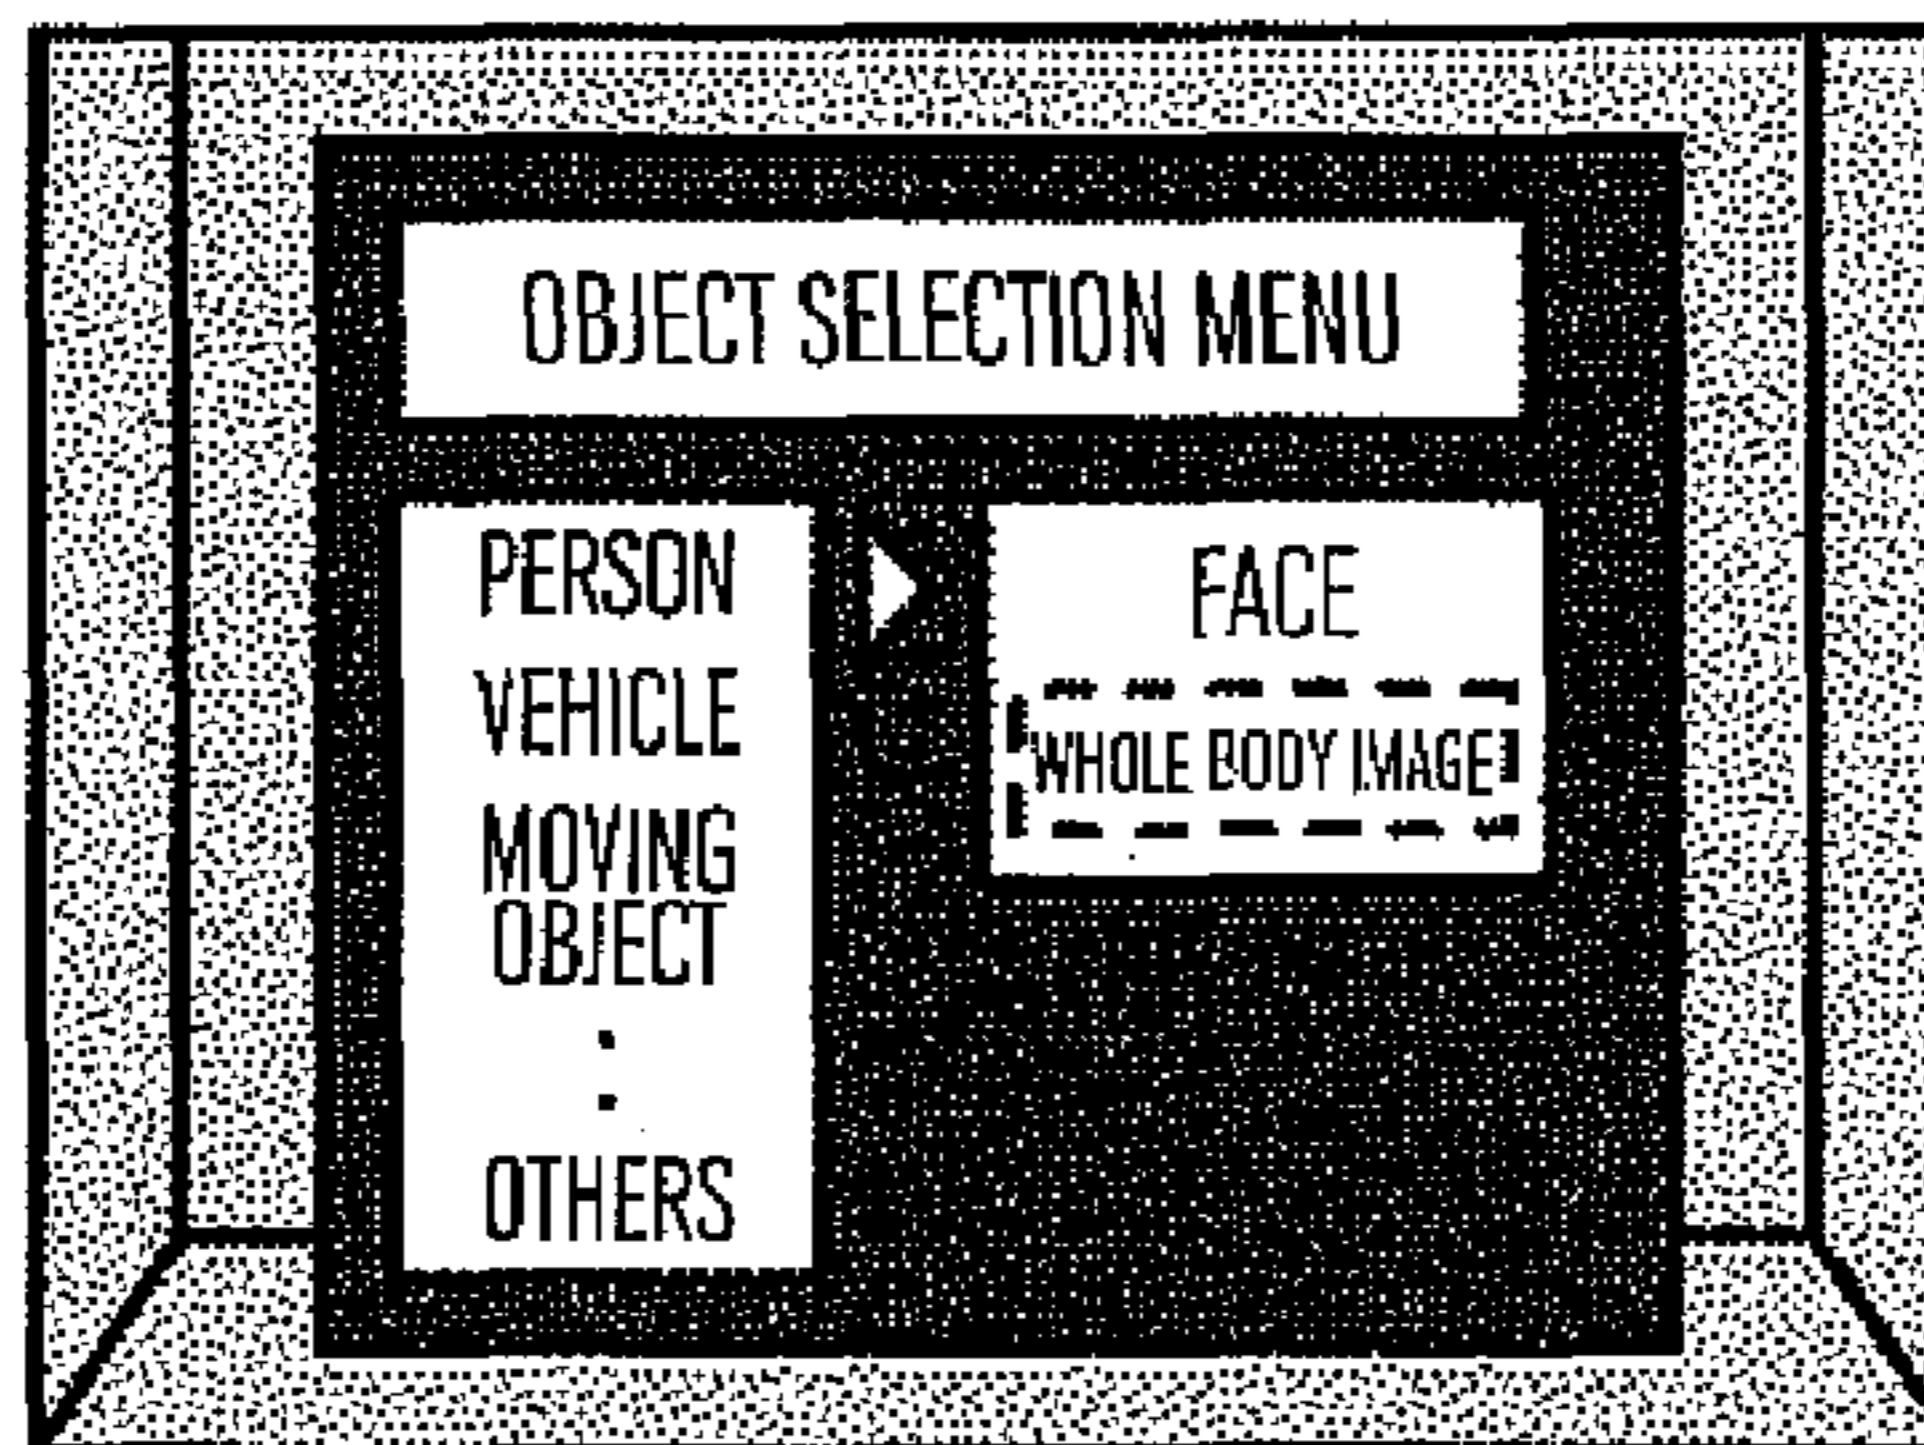 OBJECT SELECTION MENU
PERSON
VEHICLE
MOVING
OBJECT
OTHERS
FACE
WHOLE BODY IMAGE